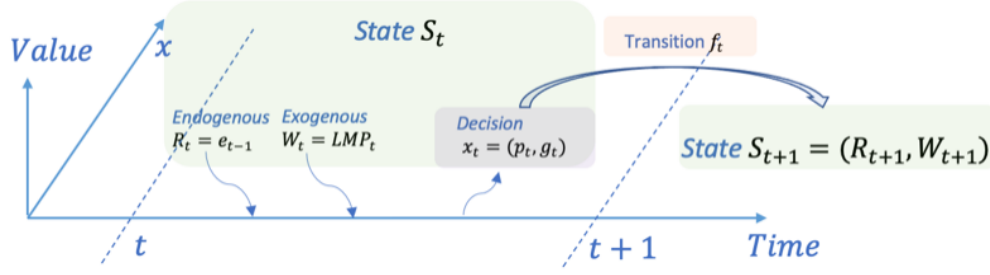 Value
x
State S_t
Transition f_t
Endogenous
R_t = e_{t-1}
Exogenous
W_t = LMP_t
Decision
x_t = (p_t, g_t)
State S_{t+1} = (R_{t+1}, W_{t+1})
t
t + 1
Time